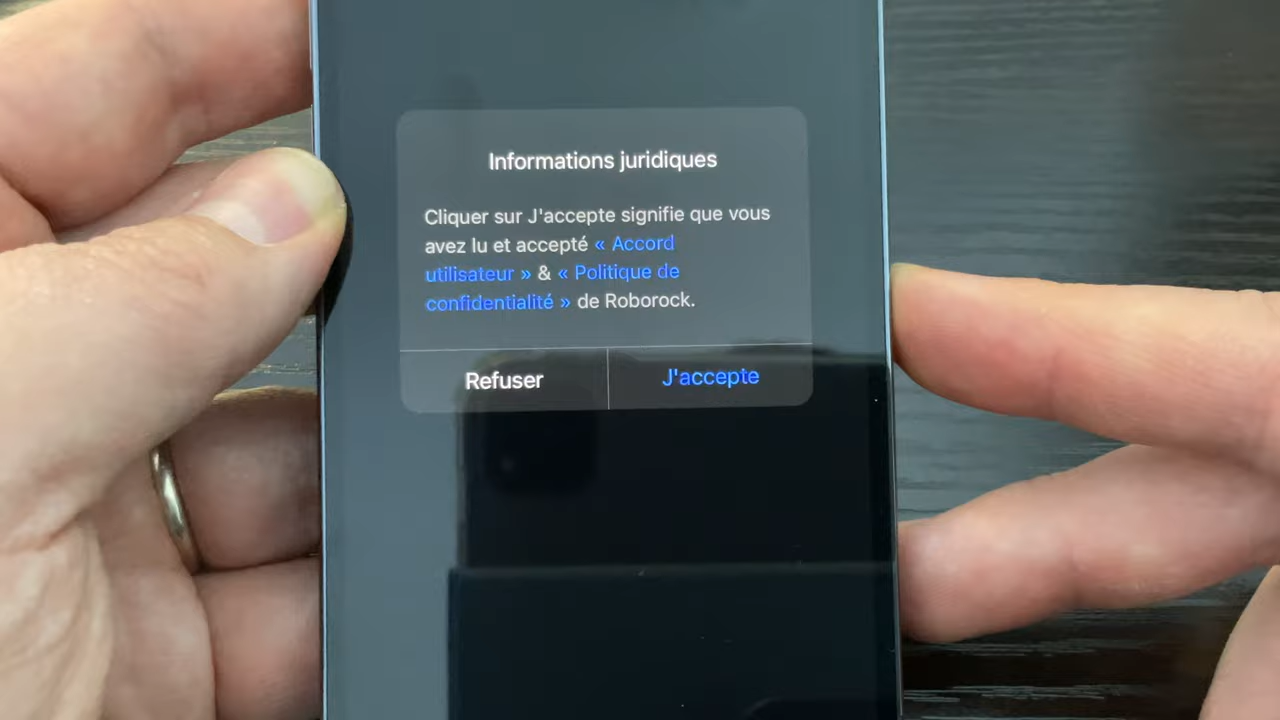 Informations juridiques
Cliquer sur J'accepte signifie que vous
avez lu et accepté « Accord
utilisateur » & « Politique de
confidentialité » de Roborock.
Refuser
J'accepte